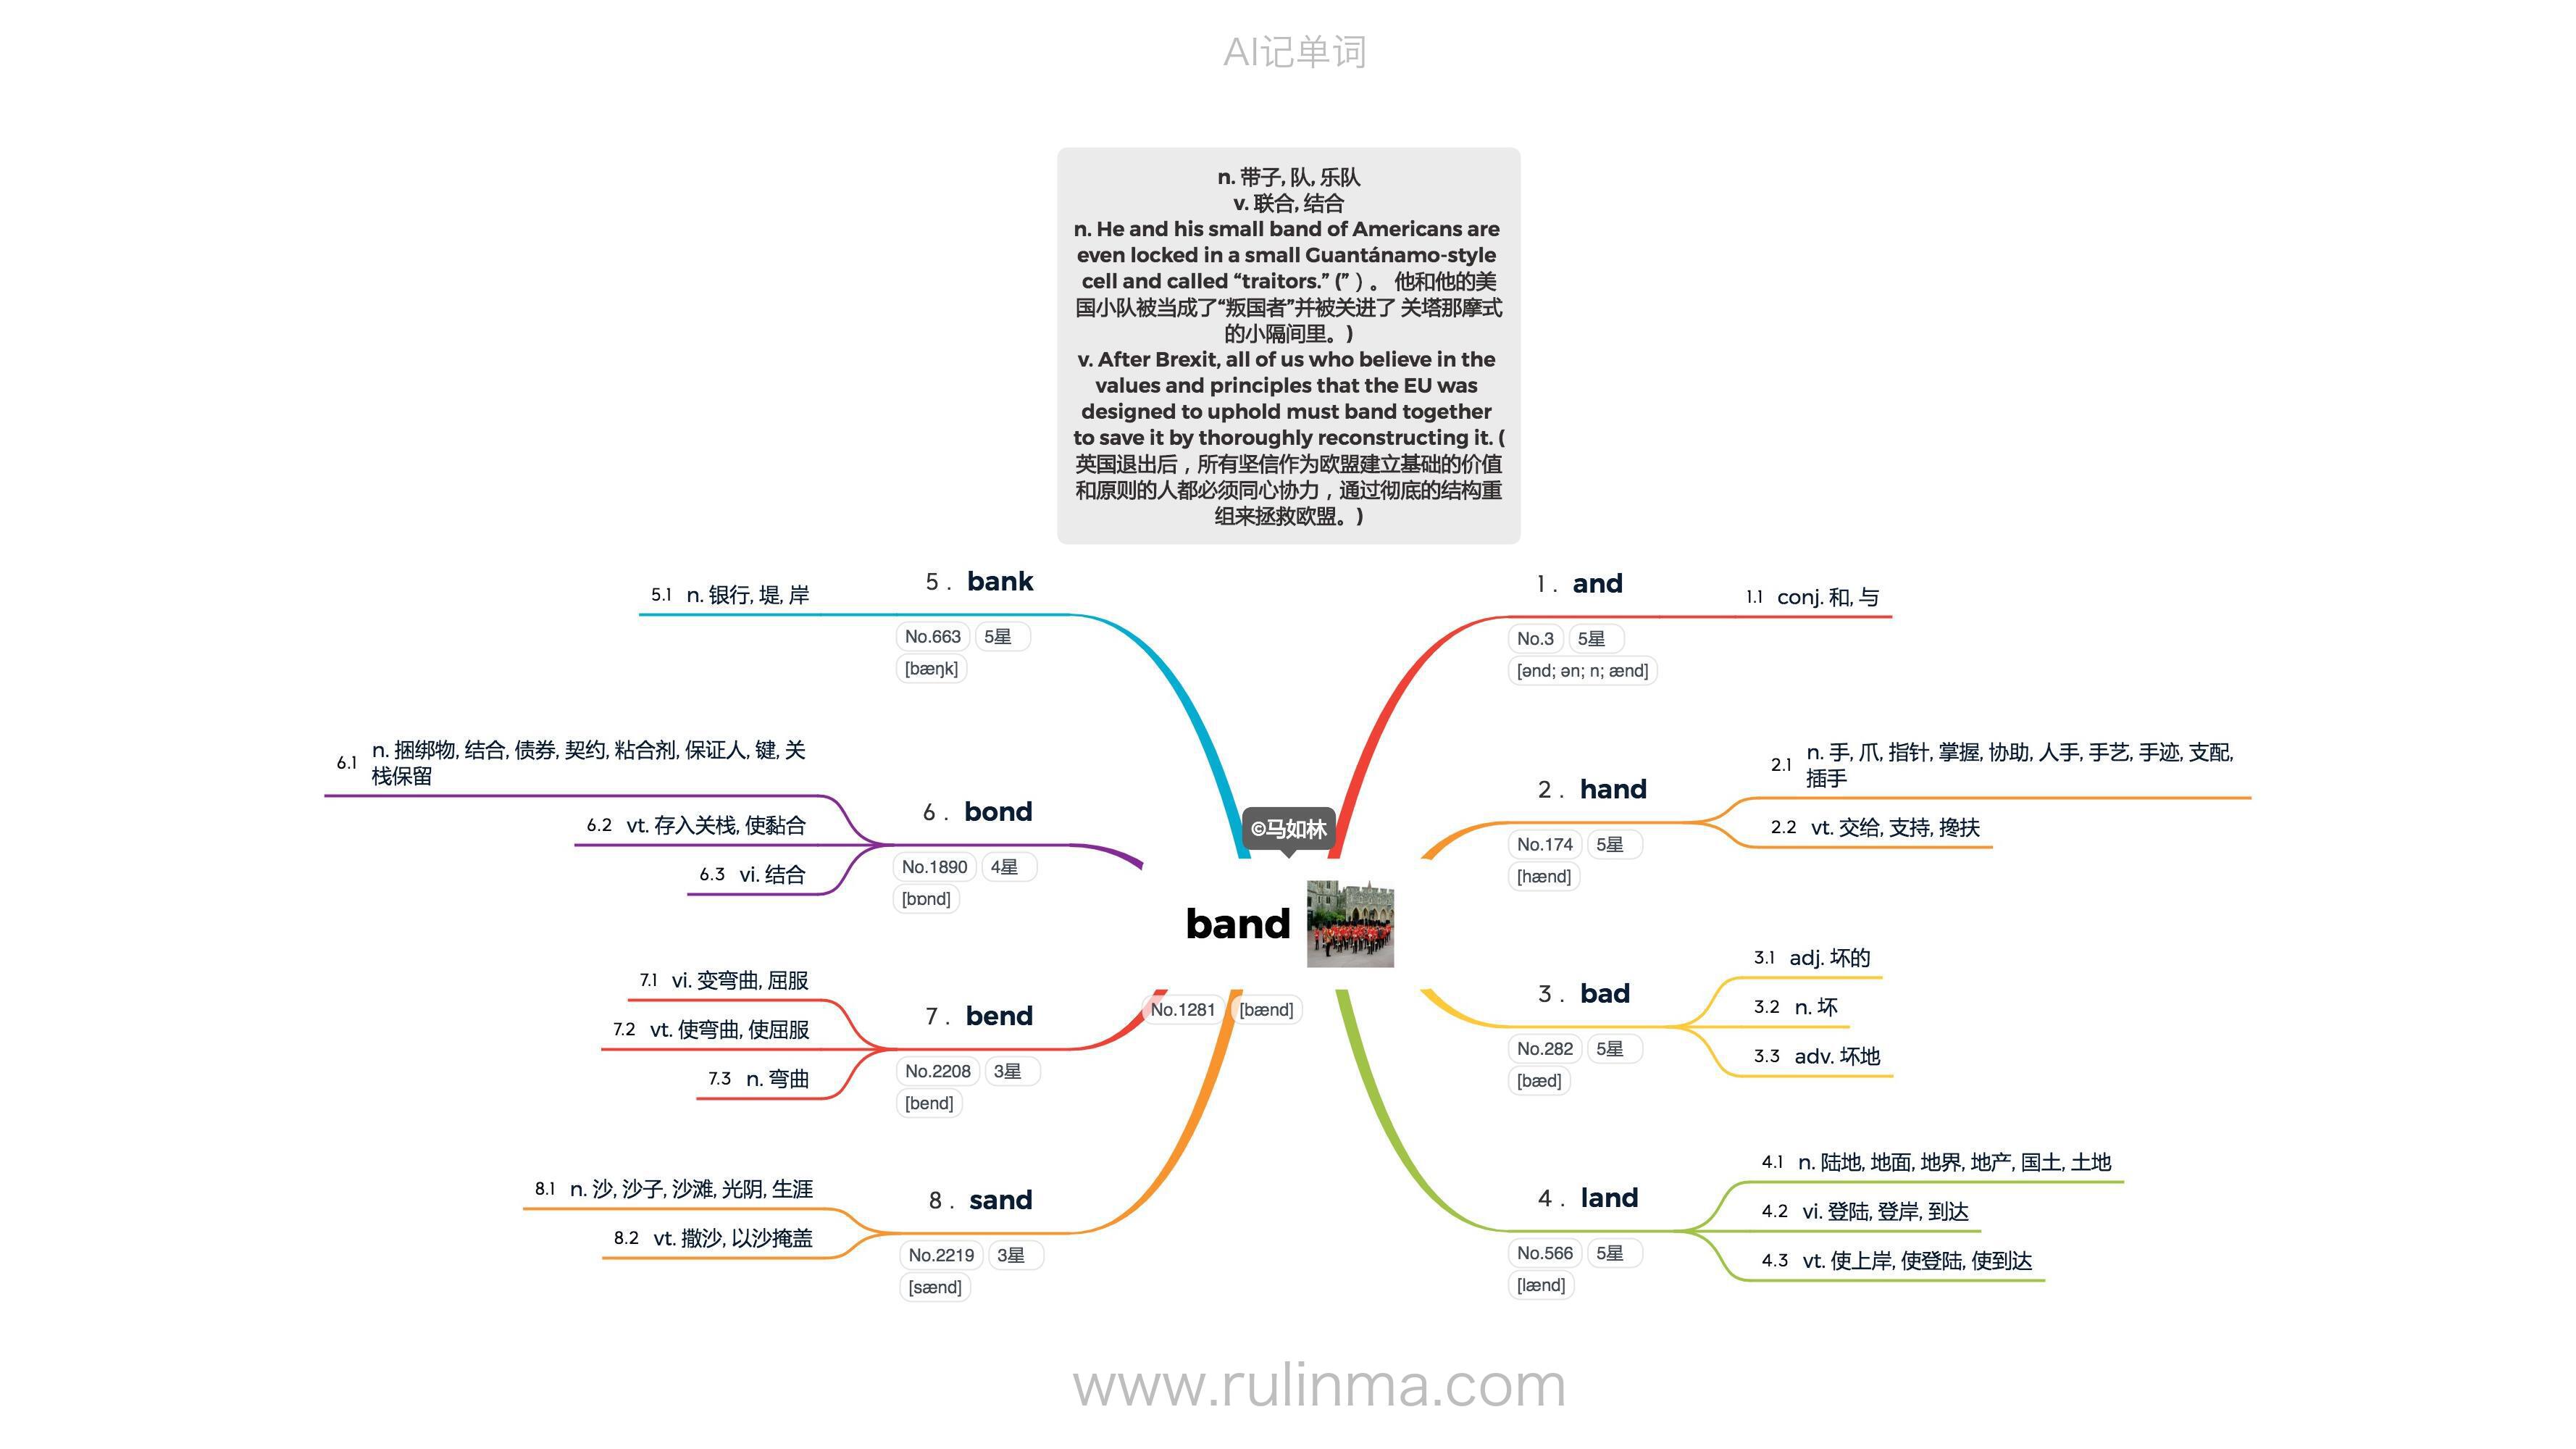 AI记单词
n. 带子, 队, 乐队
v. 联合, 结合
n. He and his small band of Americans are
even locked in a small Guantánamo-style
cell and called “traitors.” (” ) 。 他和他的美
国小队被当成了“叛国者”并被关进了 关塔那摩式
的小隔间里。)
v. After Brexit, all of us who believe in the
values and principles that the EU was
designed to uphold must band together
to save it by thoroughly reconstructing it. (
英国退出后，所有坚信作为欧盟建立基础的价值
和原则的人都必须同心协力，通过彻底的结构重
组来拯救欧盟。)
©马如林
band
No.1281 [bænd]
1 . and
No.3 5星
[ənd; ən; n; ænd]
1.1 conj. 和, 与
2 . hand
No.174 5星
[hænd]
2.1 n. 手, 爪, 指针, 掌握, 协助, 人手, 手艺, 手迹, 支配,
插手
2.2 vt. 交给, 支持, 搀扶
3 . bad
No.282 5星
[bæd]
3.1 adj. 坏的
3.2 n. 坏
3.3 adv. 坏地
4 . land
No.566 5星
[lænd]
4.1 n. 陆地, 地面, 地界, 地产, 国土, 土地
4.2 vi. 登陆, 登岸, 到达
4.3 vt. 使上岸, 使登陆, 使到达
5 . bank
No.663 5星
[bæŋk]
5.1 n. 银行, 堤, 岸
6 . bond
No.1890 4星
[bɒnd]
6.1 n. 捆绑物, 结合, 债券, 契约, 粘合剂, 保证人, 键, 关
栈保留
6.2 vt. 存入关栈, 使黏合
6.3 vi. 结合
7 . bend
No.2208 3星
[bend]
7.1 vi. 变弯曲, 屈服
7.2 vt. 使弯曲, 使屈服
7.3 n. 弯曲
8 . sand
No.2219 3星
[sænd]
8.1 n. 沙, 沙子, 沙滩, 光阴, 生涯
8.2 vt. 撒沙, 以沙掩盖
www.rulinma.com